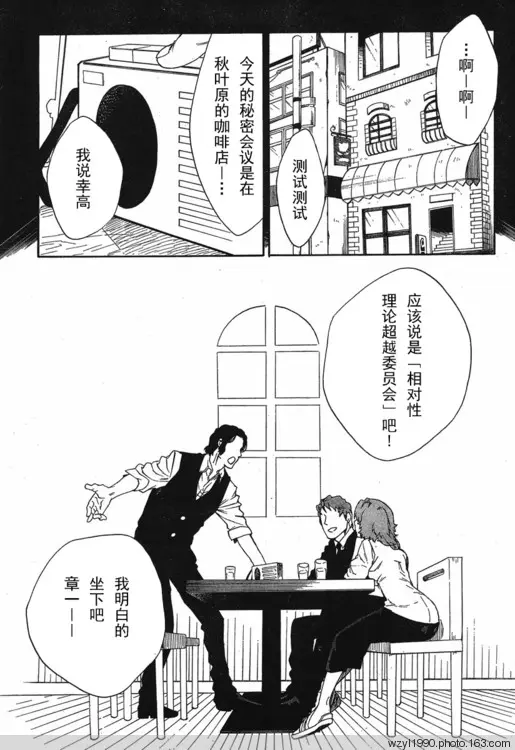 …啊—啊—
测试测试
今天的秘密会议是在
秋叶原的咖啡店—…
我说幸高
应该说是「相对性
理论超越委员会」吧！
我明白的
坐下吧
章一——
wzyl1990.photo.163.com